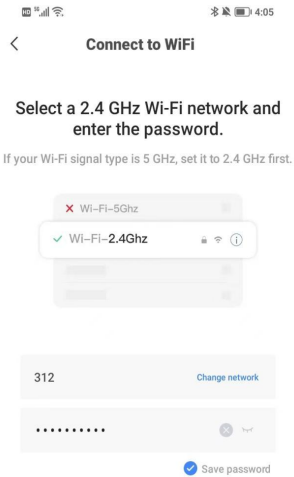 HD 5G 4:05
Connect to WiFi
Select a 2.4 GHz Wi-Fi network and
enter the password.
If your Wi-Fi signal type is 5 GHz, set it to 2.4 GHz first.
Wi-Fi-5Ghz
Wi-Fi-2.4Ghz
312 Change network
••••••••••
Save password